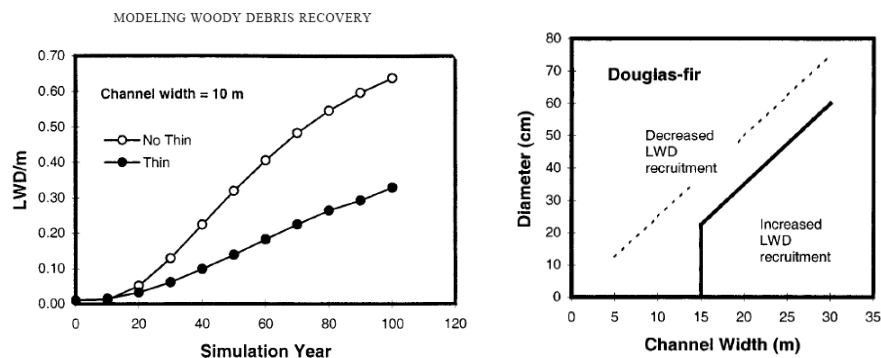 MODELING WOODY DEBRIS RECOVERY
0.70
0.60
0.50
0.40
0.30
0.20
0.10
0.00
LWD/m
Channel width = 10 m
No Thin
Thin
0 20 40 60 80 100 120
Simulation Year
80
70
60
50
40
30
20
10
0
Diameter (cm)
Douglas-fir
Decreased
LWD
recruitment
Increased
LWD
recruitment
0 5 10 15 20 25 30 35
Channel Width (m)